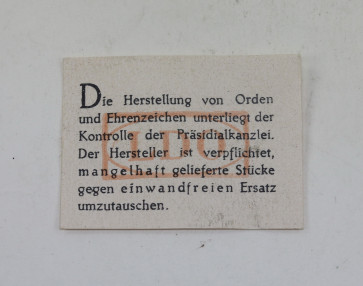 Die Herstellung von Orden
und Ehrenzeichen unterliegt der
Kontrolle der Präsidialkanzlei.
Der Hersteller ist verpflichtet,
mangelhaft gelieferte Stücke
gegen einwandfreien Ersatz
umzutauschen.
LDO